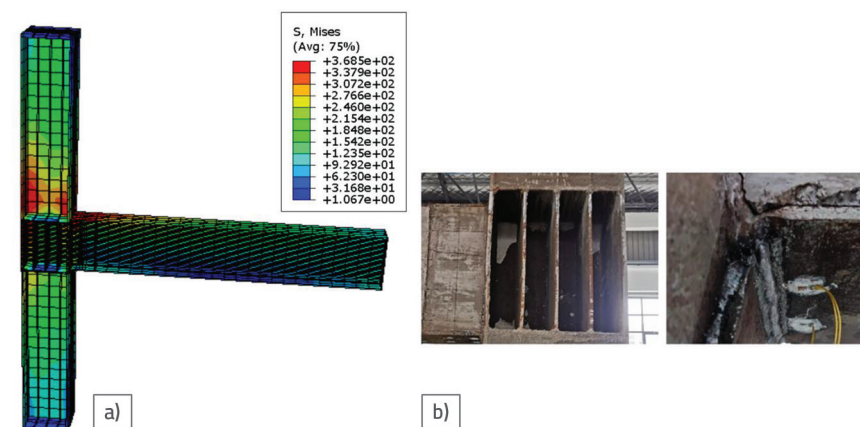 S, Mises
(Avg: 75%)
+3.685e+02
+3.379e+02
+3.072e+02
+2.766e+02
+2.460e+02
+2.154e+02
+1.848e+02
+1.542e+02
+1.235e+02
+9.292e+01
+6.230e+01
+3.168e+01
+1.067e+00
a)
b)